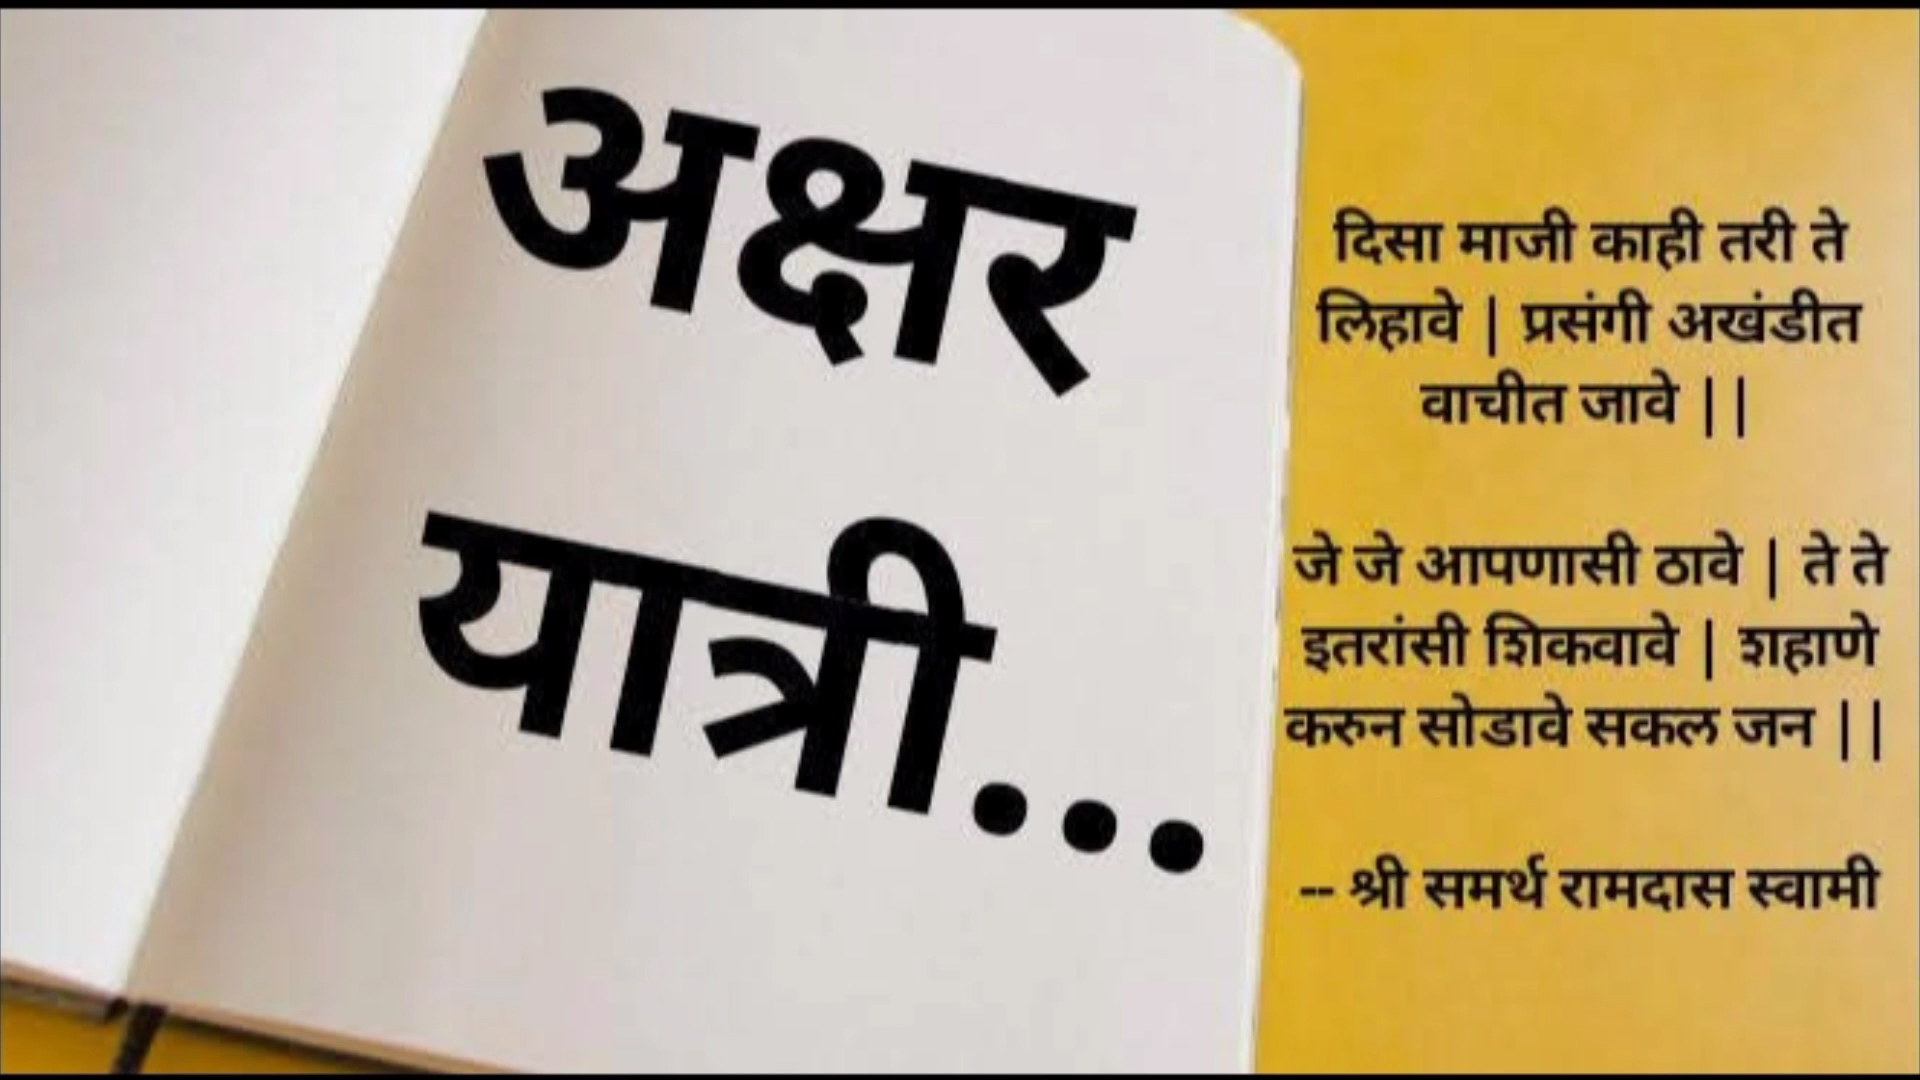 अक्षर
यात्री...
दिसा माजी काही तरी ते
लिहावे | प्रसंगी अखंडीत
वाचीत जावे ||
जे जे आपणासी ठावे | ते ते
इतरांसी शिकवावे | शहाणे
करुन सोडावे सकल जन ||
-- श्री समर्थ रामदास स्वामी